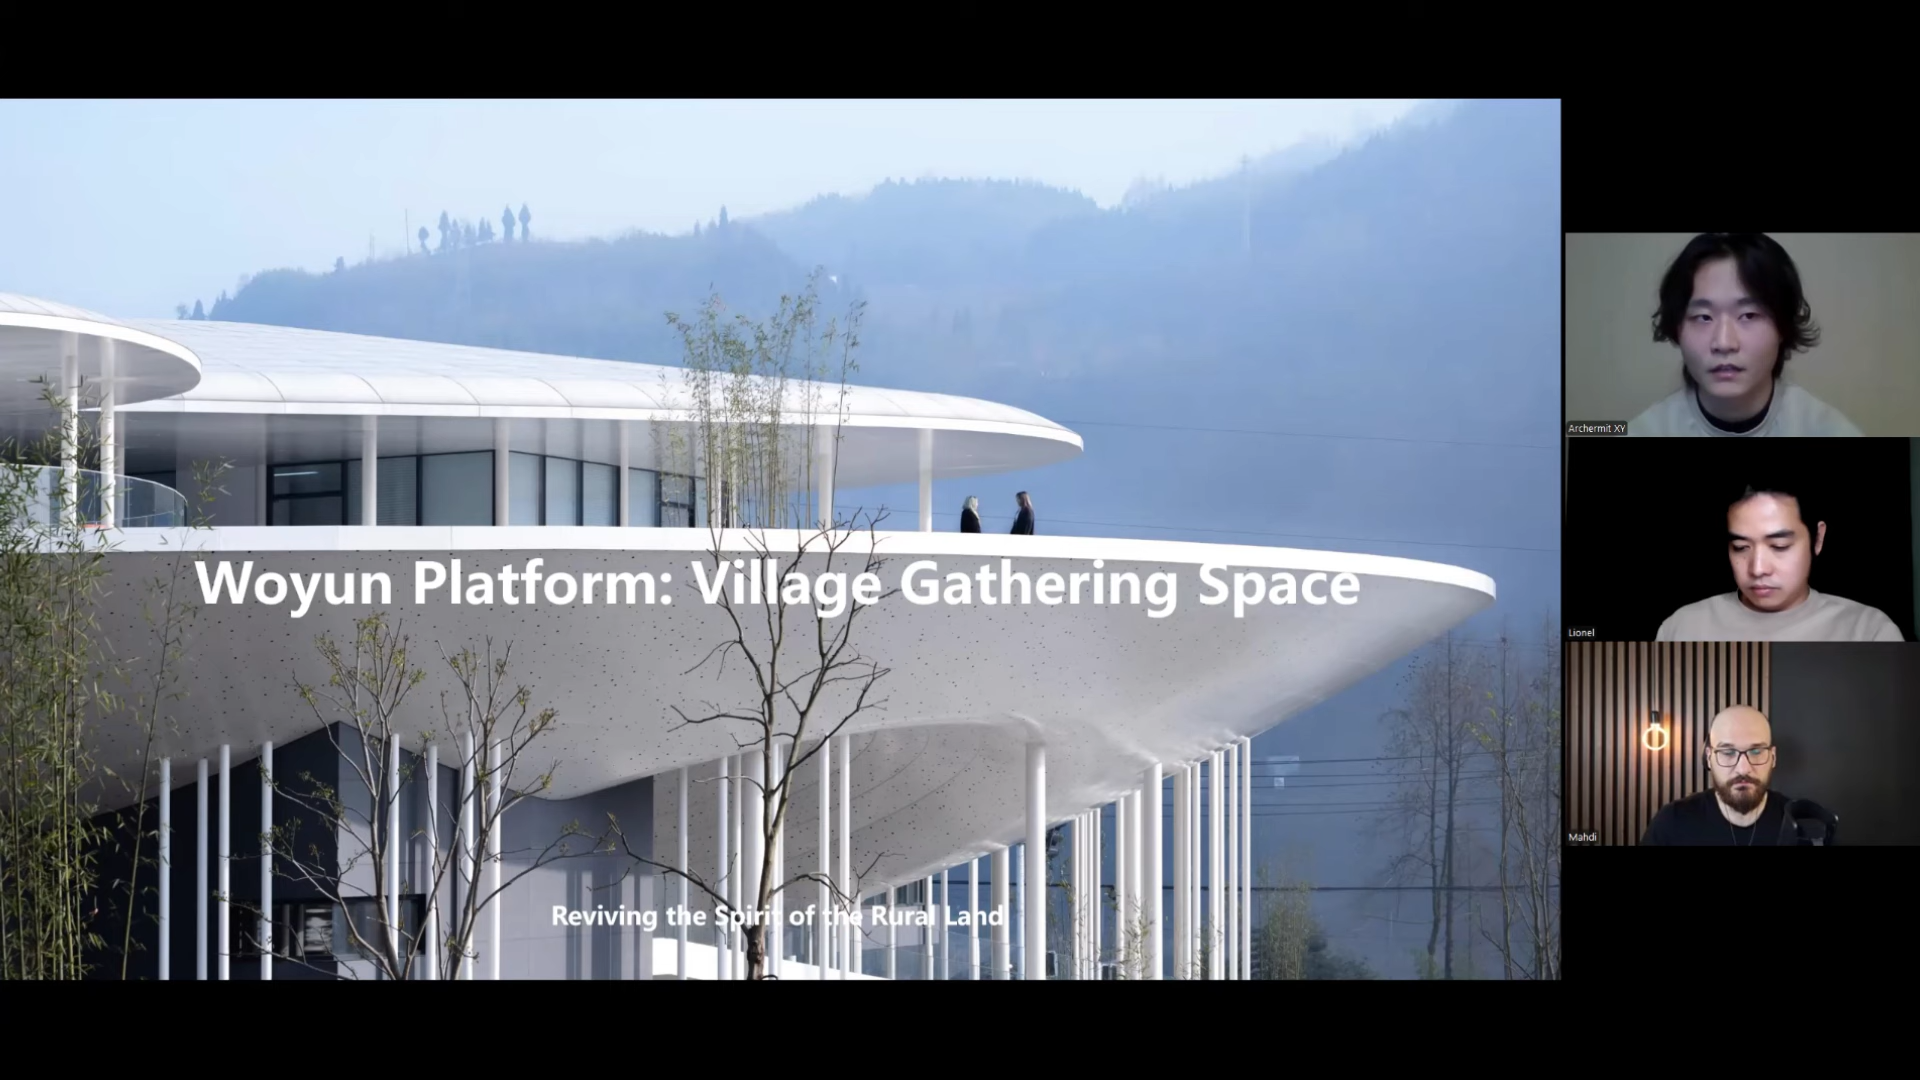 Woyun Platform: Village Gathering Space
Reviving the Spirit of the Rural Land
Archermit XY
Lionel
Mahdi